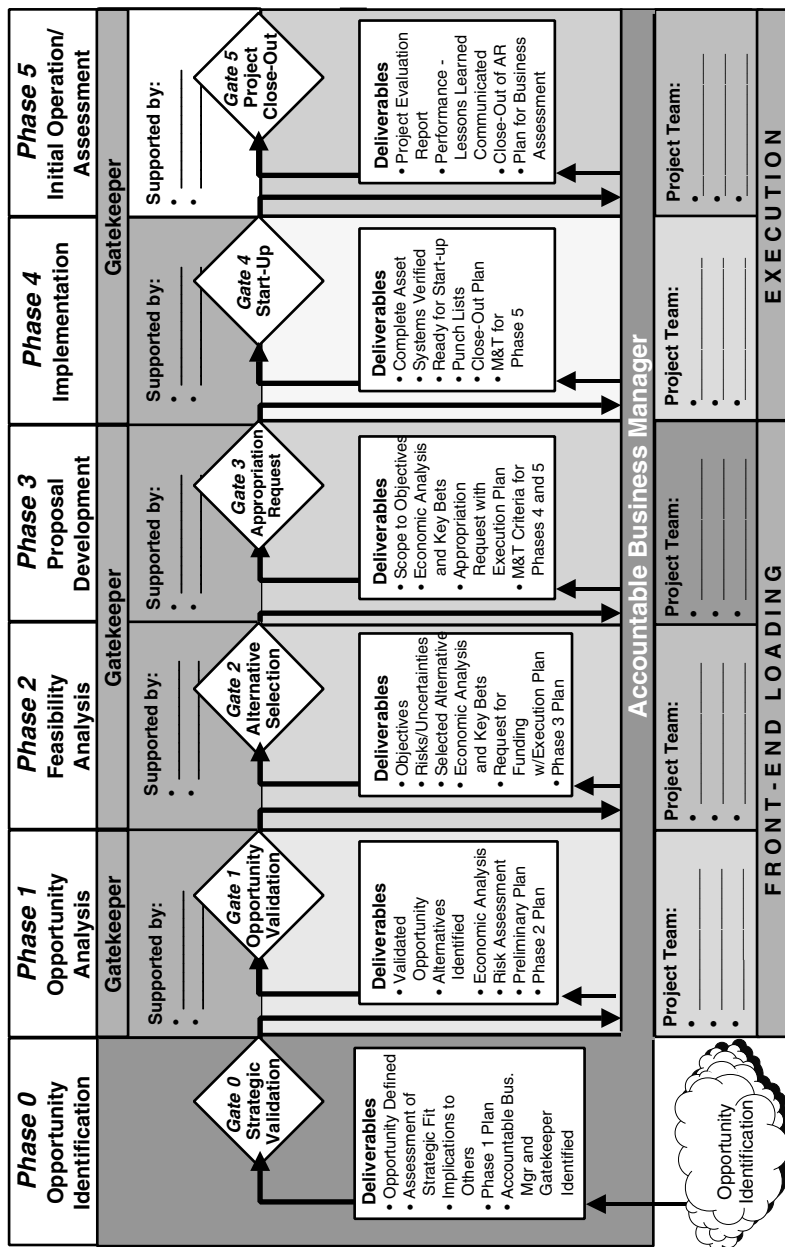 Phase 0
Opportunity
Identification
Phase 1
Opportunity
Analysis
Phase 2
Feasibility
Analysis
Phase 3
Proposal
Development
Phase 4
Implementation
Phase 5
Initial Operation/
Assessment
Gatekeeper
Gatekeeper
Gatekeeper
Supported by:
•
•
Supported by:
•
•
Supported by:
•
•
Supported by:
•
•
Supported by:
•
•
Gate 0
Strategic
Validation
Gate 1
Opportunity
Validation
Gate 2
Alternative
Selection
Gate 3
Appropriation
Request
Gate 4
Start-Up
Gate 5
Project
Close-Out
Deliverables
• Opportunity Defined
• Assessment of
Strategic Fit
• Implications to
Others
• Phase 1 Plan
• Accountable Bus.
Mgr and
Gatekeeper
Identified
Deliverables
• Validated
Opportunity
• Alternatives
Identified
• Economic Analysis
• Risk Assessment
• Preliminary Plan
• Phase 2 Plan
Deliverables
• Objectives
• Risks/Uncertainties
• Selected Alternative
• Economic Analysis
and Key Bets
• Request for
Funding
w/Execution Plan
• Phase 3 Plan
Deliverables
• Scope to Objectives
• Economic Analysis
and Key Bets
• Appropriation
Request with
Execution Plan
• M&T Criteria for
Phases 4 and 5
Deliverables
• Complete Asset
• Systems Verified
• Ready for Start-up
• Punch Lists
• Close-Out Plan
• M&T for
Phase 5
Deliverables
• Project Evaluation
Report
• Performance -
Lessons Learned
Communicated
• Close-Out of AR
• Plan for Business
Assessment
Accountable Business Manager
Opportunity
Identification
Project Team:
•
•
•
Project Team:
•
•
•
Project Team:
•
•
•
Project Team:
•
•
•
Project Team:
•
•
•
FRONT-END LOADING
EXECUTION